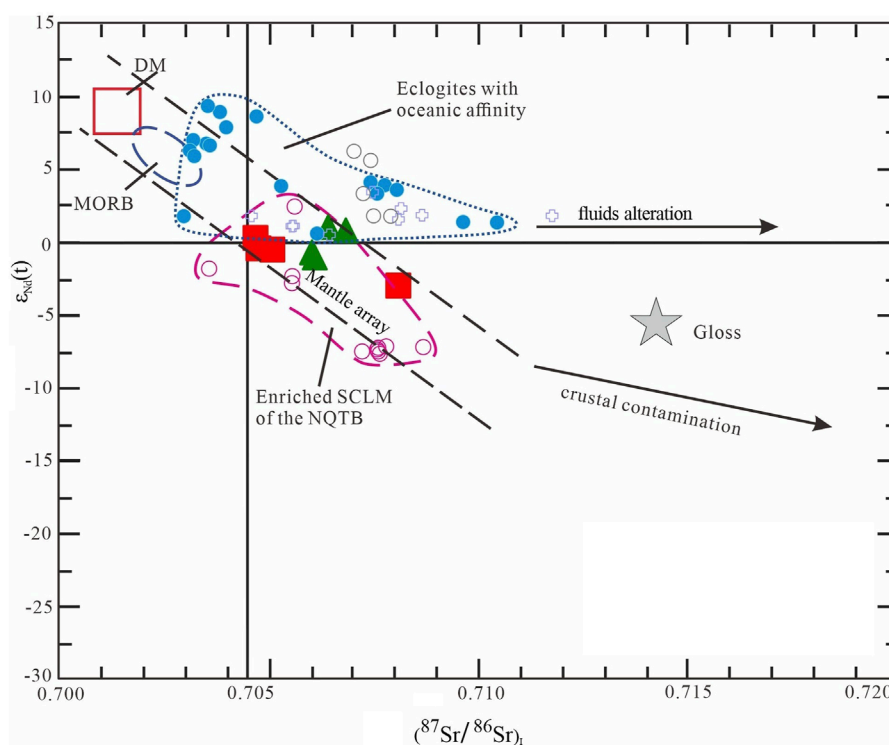 15
10
5
0
-5
-10
-15
-20
-25
-30
εNd(t)
DM
MORB
Eclogites with
oceanic affinity
fluids alteration
Mantle array
Gloss
Enriched SCLM
of the NQTB
crustal contamination
0.700
0.705
0.710
0.715
0.720
(87Sr/ 86Sr)I